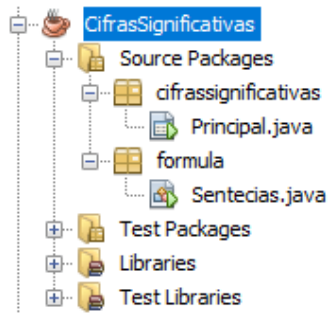 CifrasSignificativas
Source Packages
cifrassignificativas
Principal.java
formula
Sentecias.java
Test Packages
Libraries
Test Libraries